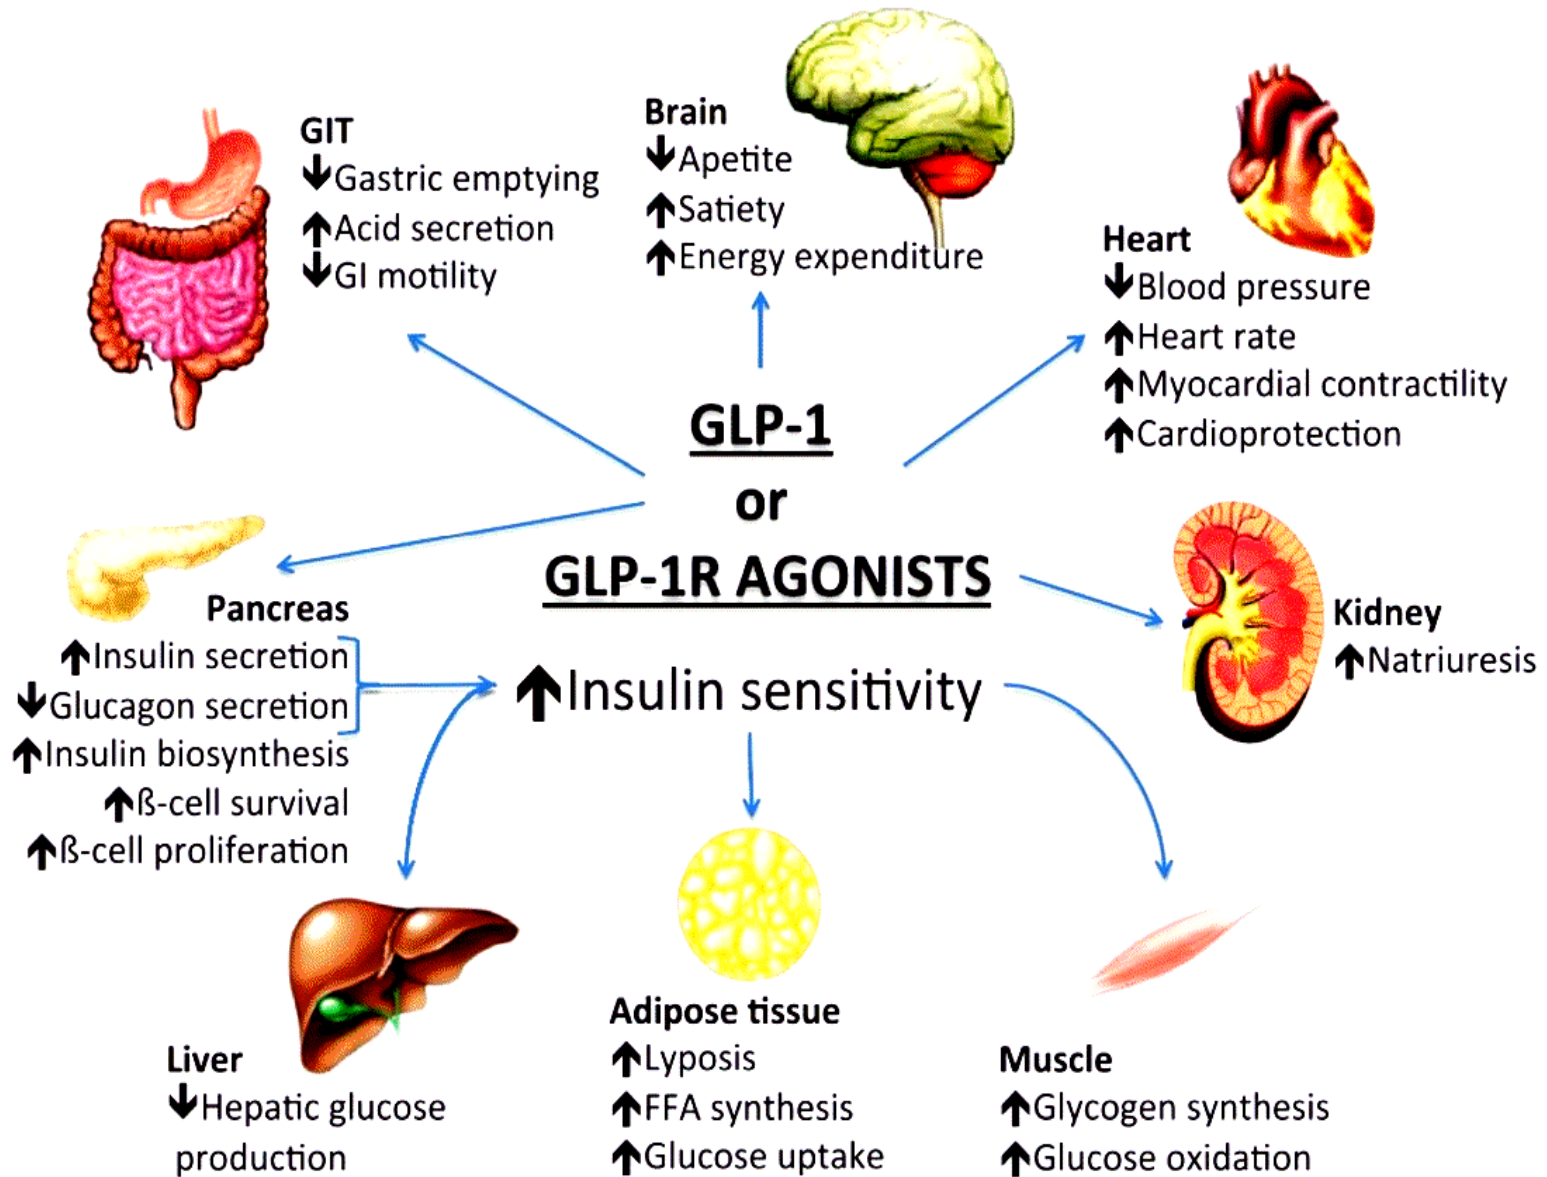 GIT
↓Gastric emptying
↑Acid secretion
↓GI motility
Brain
↓Apetite
↑Satiety
↑Energy expenditure
Heart
↓Blood pressure
↑Heart rate
↑Myocardial contractility
↑Cardioprotection
GLP-1
or
GLP-1R AGONISTS
↑Insulin sensitivity
Pancreas
↑Insulin secretion
↓Glucagon secretion
↑Insulin biosynthesis
↑ß-cell survival
↑ß-cell proliferation
Kidney
↑Natriuresis
Liver
↓Hepatic glucose
production
Adipose tissue
↑Lyposis
↑FFA synthesis
↑Glucose uptake
Muscle
↑Glycogen synthesis
↑Glucose oxidation